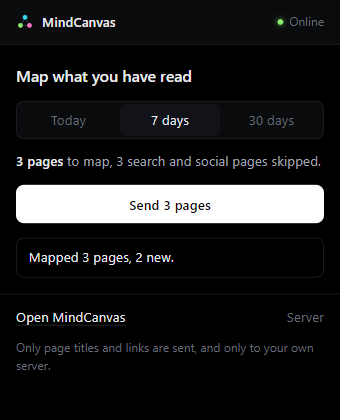 MindCanvas
Online
Map what you have read
Today
7 days
30 days
3 pages to map, 3 search and social pages skipped.
Send 3 pages
Mapped 3 pages, 2 new.
Open MindCanvas
Server
Only page titles and links are sent, and only to your own
server.